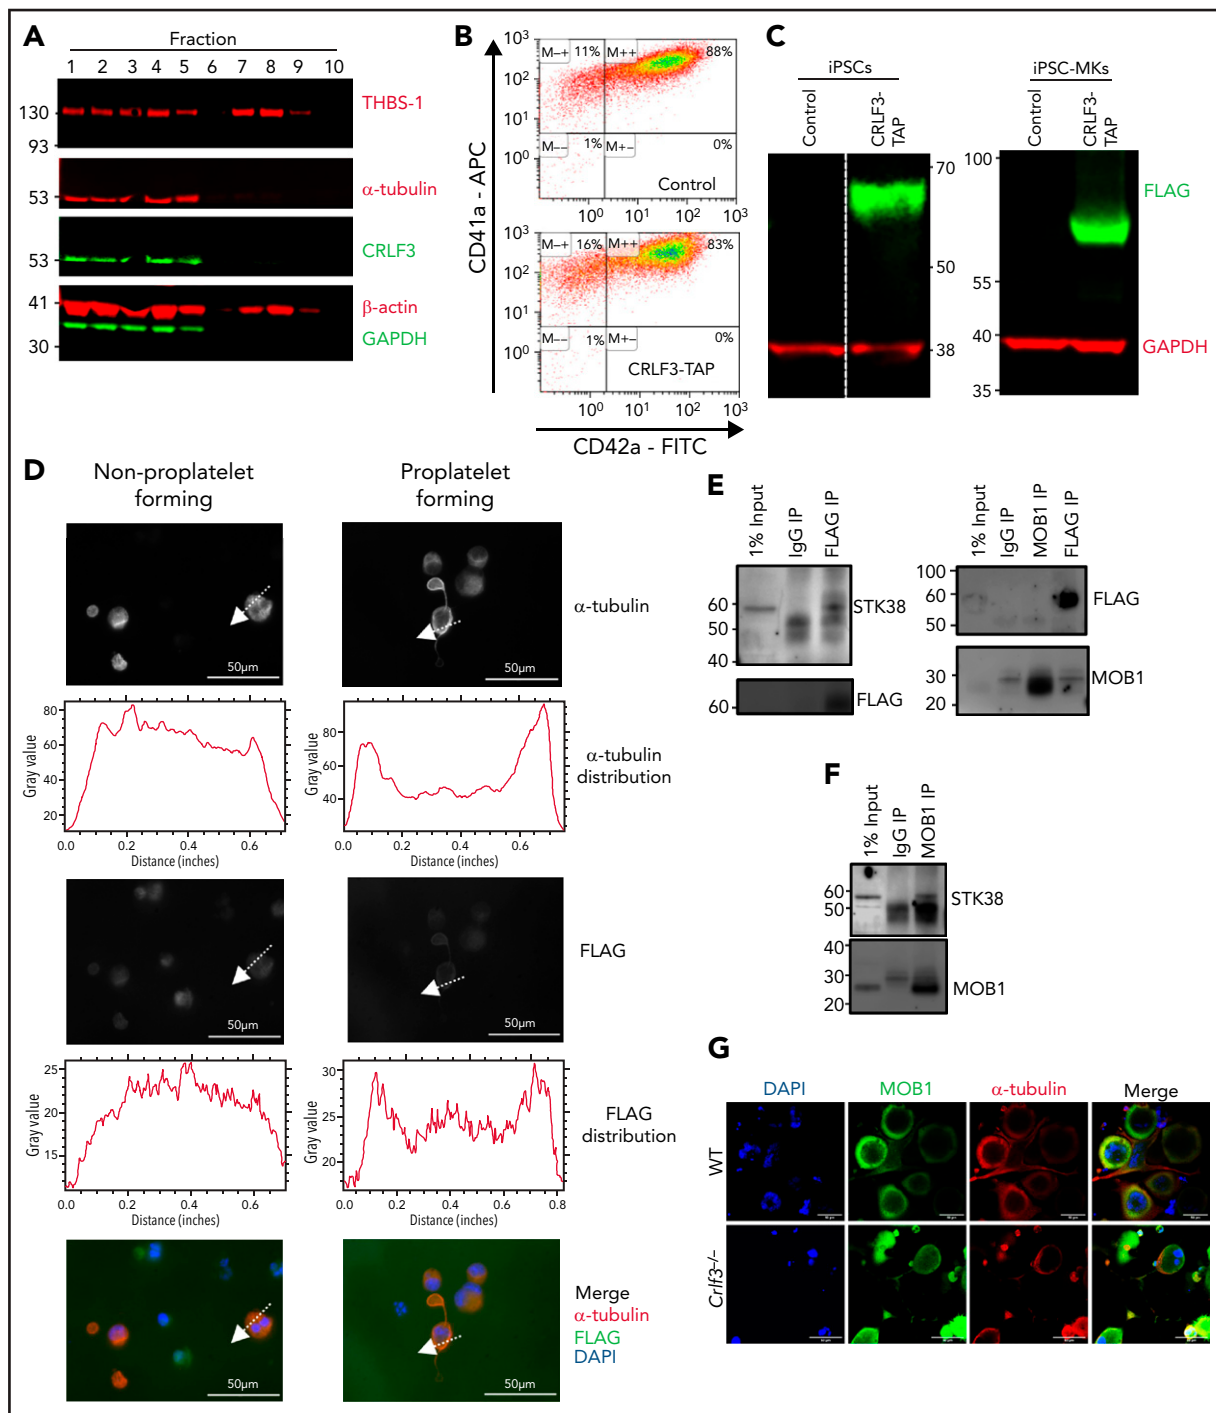 A
Fraction
1 2 3 4 5 6 7 8 9 10
130
93
THBS-1
53
α-tubulin
53
CRLF3
41
30
β-actin
GAPDH
B
CD41a - APC
10³
10²
10¹
10⁰
M-+ 11% M++ 88%
M-- 1% M+- 0%
Control
10⁰ 10¹ 10² 10³
10³
10²
10¹
10⁰
M-+ 16% M++ 83%
M-- 1% M+- 0%
CRLF3-TAP
10⁰ 10¹ 10² 10³
CD42a - FITC
C
iPSCs
Control
CRLF3-
TAP
70
50
38
iPSC-MKs
Control
CRLF3-
TAP
100
55
40
35
FLAG
GAPDH
D
Non-proplatelet
forming
Proplatelet
forming
50µm
50µm
α-tubulin
Gray value
80
60
40
20
0.0 0.2 0.4 0.6
Distance (inches)
Gray value
80
60
40
0.0 0.2 0.4 0.6
Distance (inches)
α-tubulin
distribution
50µm
50µm
FLAG
Gray value
25
20
15
0.0 0.2 0.4 0.6
Distance (inches)
Gray value
30
25
20
0.0 0.2 0.4 0.6 0.8
Distance (inches)
FLAG
distribution
50µm
50µm
Merge
α-tubulin
FLAG
DAPI
E
1% Input
IgG IP
FLAG IP
60
50
40
STK38
60
FLAG
1% Input
IgG IP
MOB1 IP
FLAG IP
100
60
50
FLAG
30
20
MOB1
F
1% Input
IgG IP
MOB1 IP
60
50
STK38
40
30
20
MOB1
G
DAPI MOB1 α-tubulin Merge
WT
Crlf3⁻/⁻